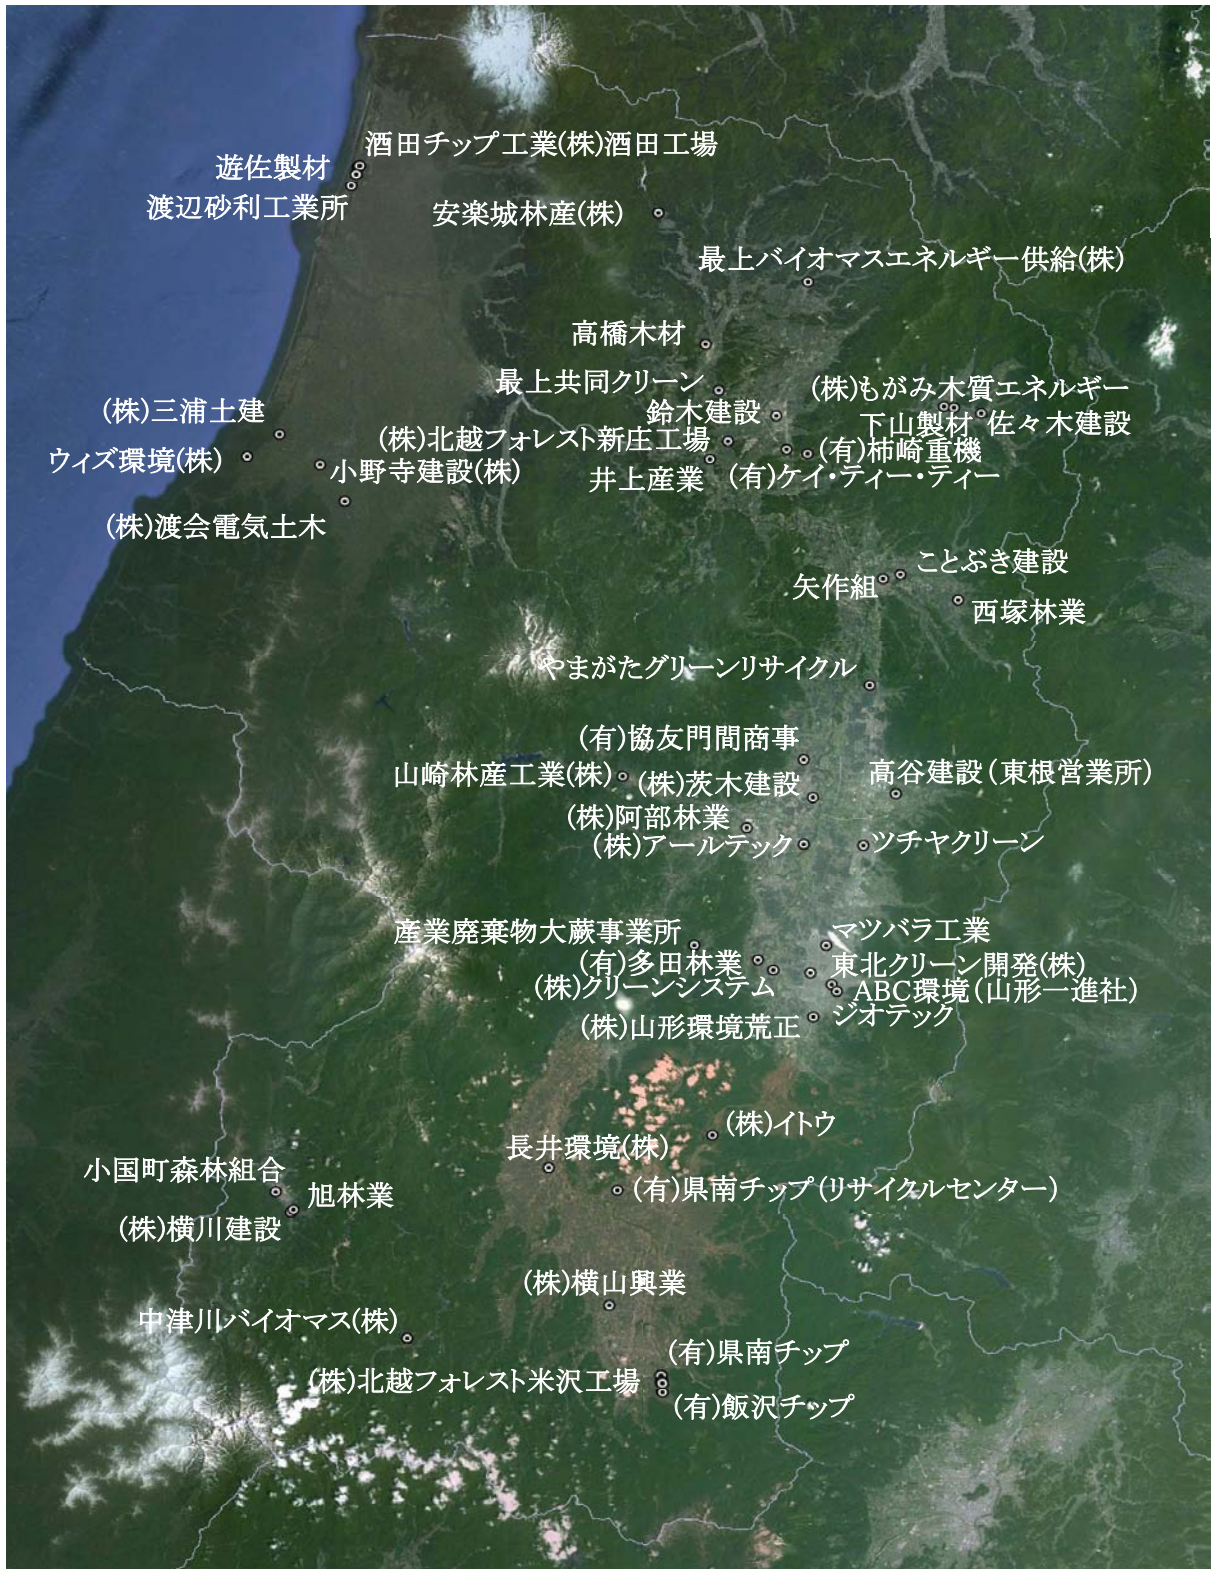 酒田チップ工業(株)酒田工場
遊佐製材
渡辺砂利工業所
安楽城林産(株)
最上バイオマスエネルギー供給(株)
高橋木材
最上共同クリーン
(株)もがみ木質エネルギー
鈴木建設
下山製材
佐々木建設
(株)三浦土建
(株)北越フォレスト新庄工場
(有)柿崎重機
ウィズ環境(株)
小野寺建設(株)
井上産業
(有)ケイ・ティー・ティー
(株)渡会電気土木
ことぶき建設
矢作組
西塚林業
やまがたグリーンリサイクル
(有)協友門間商事
山崎林産工業(株)
(株)茨木建設
高谷建設(東根営業所)
(株)阿部林業
(株)アールテック
ツチヤクリーン
産業廃棄物大蕨事業所
マツバラ工業
(有)多田林業
東北クリーン開発(株)
(株)クリーンシステム
ABC環境(山形一進社)
(株)山形環境荒正
ジオテック
(株)イトウ
長井環境(株)
小国町森林組合
旭林業
(有)県南チップ(リサイクルセンター)
(株)横川建設
(株)横山興業
中津川バイオマス(株)
(有)県南チップ
(株)北越フォレスト米沢工場
(有)飯沢チップ